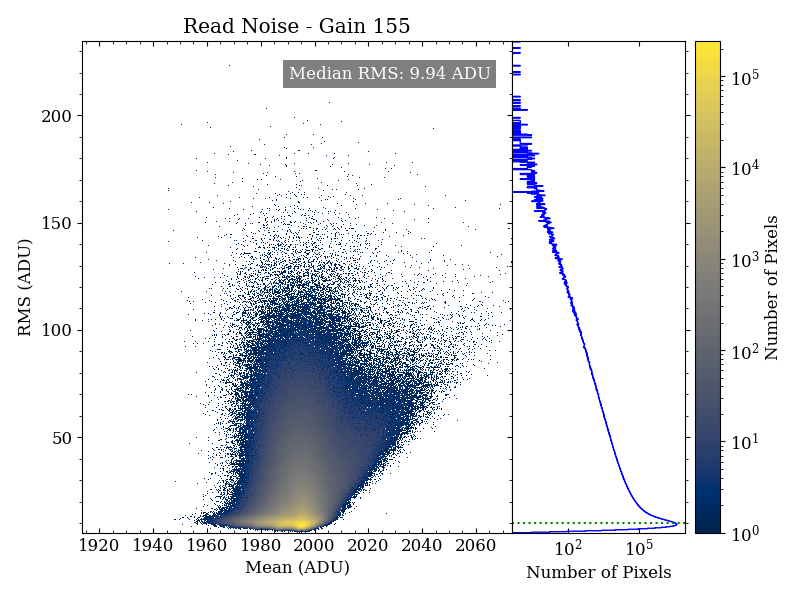 Read Noise - Gain 155
Median RMS: 9.94 ADU
RMS (ADU)
200
150
100
50
1920 1940 1960 1980 2000 2020 2040 2060
Mean (ADU)
10² 10⁵
Number of Pixels
10⁵
10⁴
10³
10²
10¹
10⁰
Number of Pixels